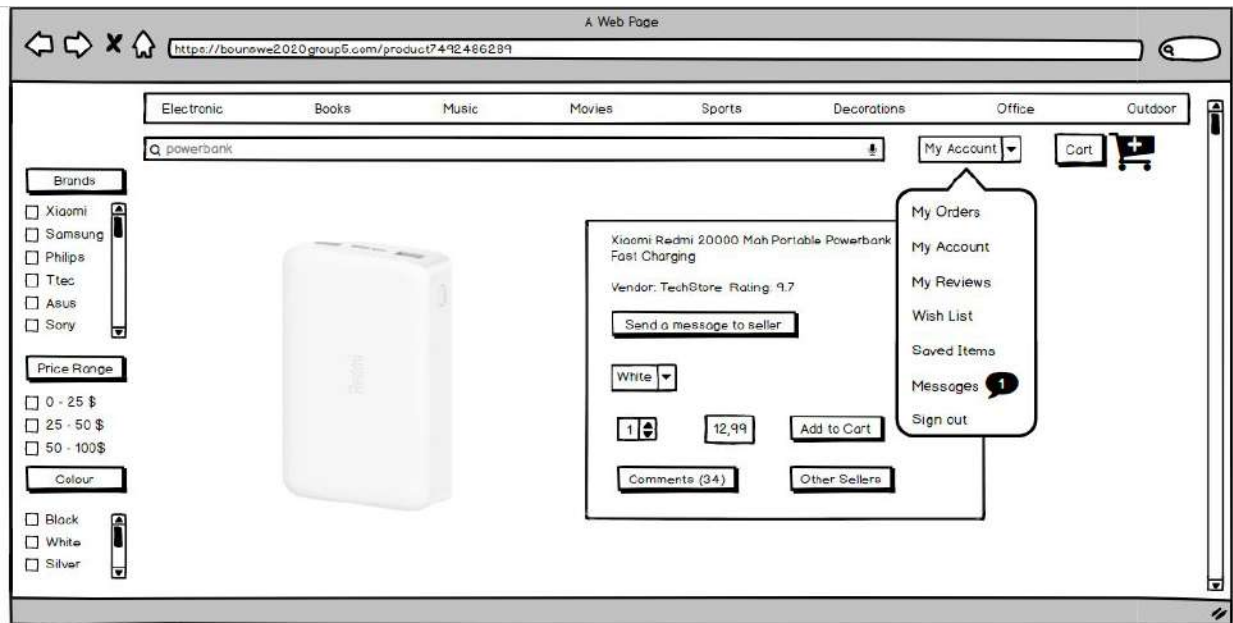 A Web Page
https://bounswe2020group5.com/product7492486289
Electronic Books Music Movies Sports Decorations Office Outdoor
powerbank
My Account
Cart
Brands
Xiaomi
Samsung
Philips
Ttec
Asus
Sony
Price Range
0 - 25 $
25 - 50 $
50 - 100$
Colour
Black
White
Silver
Redmi
Xiaomi Redmi 20000 Mah Portable Powerbank
Fast Charging
Vendor: TechStore Rating: 9.7
Send a message to seller
White
1 12,99 Add to Cart
Comments (34) Other Sellers
My Orders
My Account
My Reviews
Wish List
Saved Items
Messages 1
Sign out